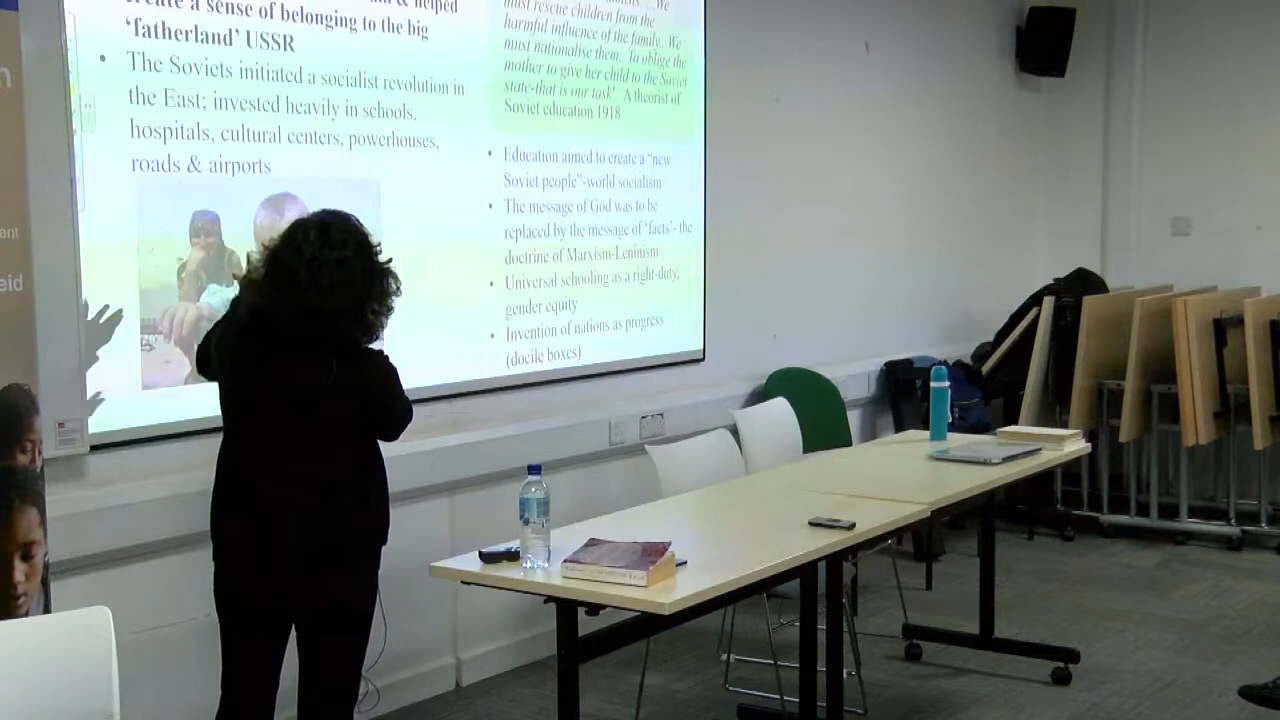 & helped
create a sense of belonging to the big
‘fatherland’ USSR
• The Soviets initiated a socialist revolution in
the East; invested heavily in schools,
hospitals, cultural centers, powerhouses,
roads & airports
We
must rescue children from the
harmful influence of the family.. We
must nationalise them. To oblige the
mother to give her child to the Soviet
state-that is our task’. A theorist of
Soviet education 1918
• Education aimed to create a “new
Soviet people”-world socialism
• The message of God was to be
replaced by the message of ‘facts’- the
doctrine of Marxism-Leninism
• Universal schooling as a right-duty,
gender equity
• Invention of nations as progress
(docile boxes)
n
ent
eid